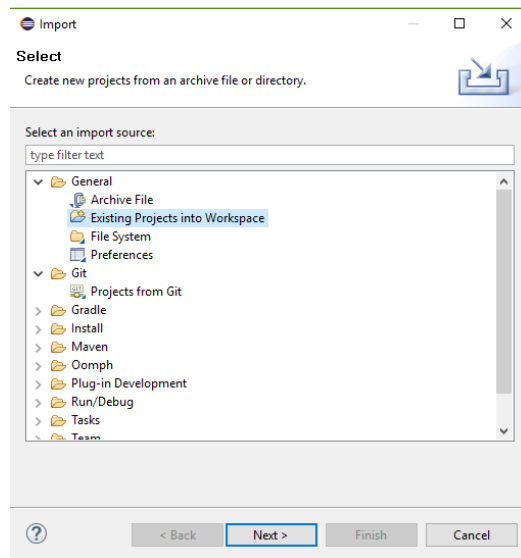 Import
Select
Create new projects from an archive file or directory.
Select an import source:
type filter text
General
Archive File
Existing Projects into Workspace
File System
Preferences
Git
Projects from Git
Gradle
Install
Maven
Oomph
Plug-in Development
Run/Debug
Tasks
Team
? < Back Next > Finish Cancel